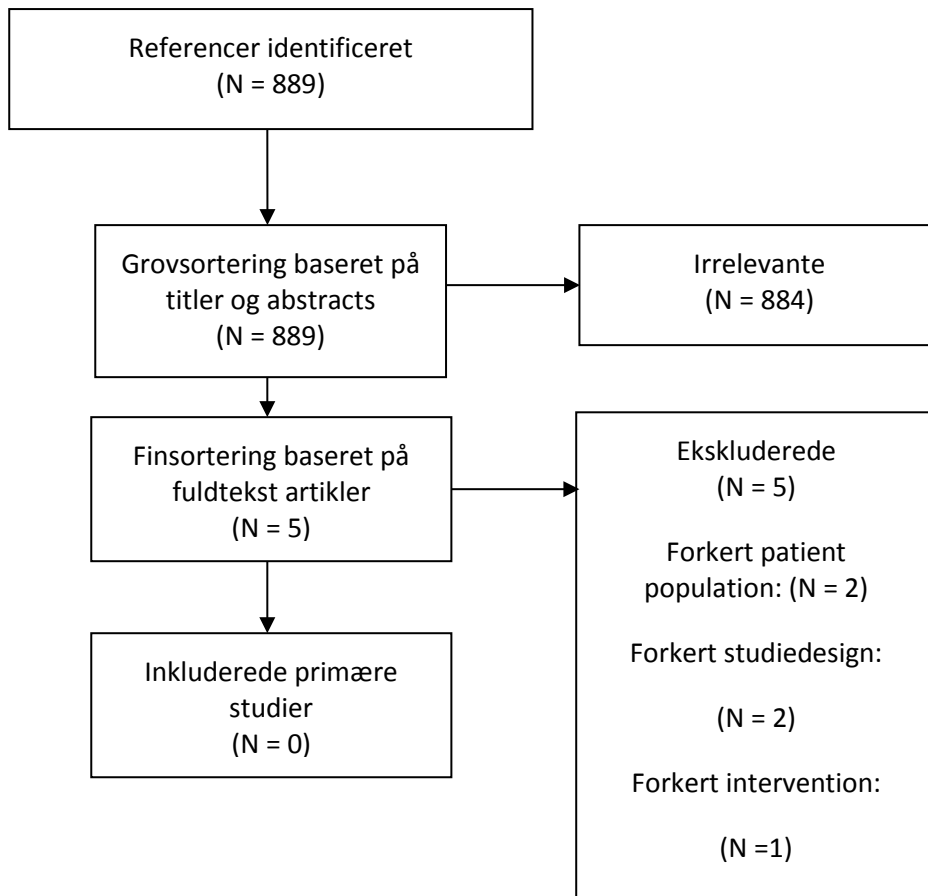 Referencer identificeret
(N = 889)
Grovsortering baseret på
titler og abstracts
(N = 889)
Irrelevante
(N = 884)
Finsortering baseret på
fuldtekst artikler
(N = 5)
Ekskluderede
(N = 5)
Forkert patient
population: (N = 2)
Forkert studiedesign:
(N = 2)
Forkert intervention:
(N =1)
Inkluderede primære
studier
(N = 0)